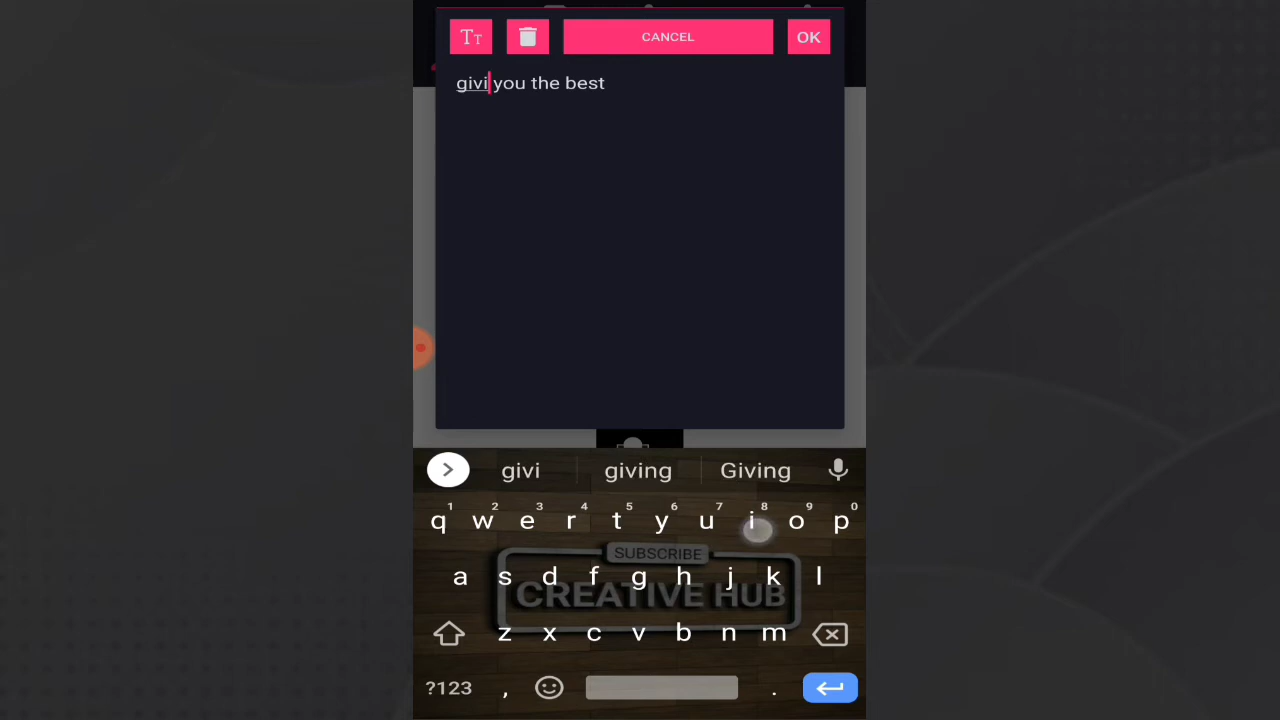 TT
CANCEL
OK
givi you the best
givi
giving
Giving
1 2 3 4 5 6 7 8 9 0
q w e r t y u i o p
SUBSCRIBE
a s d f g h j k l
CREATIVE HUB
z x c v b n m
?123 , .